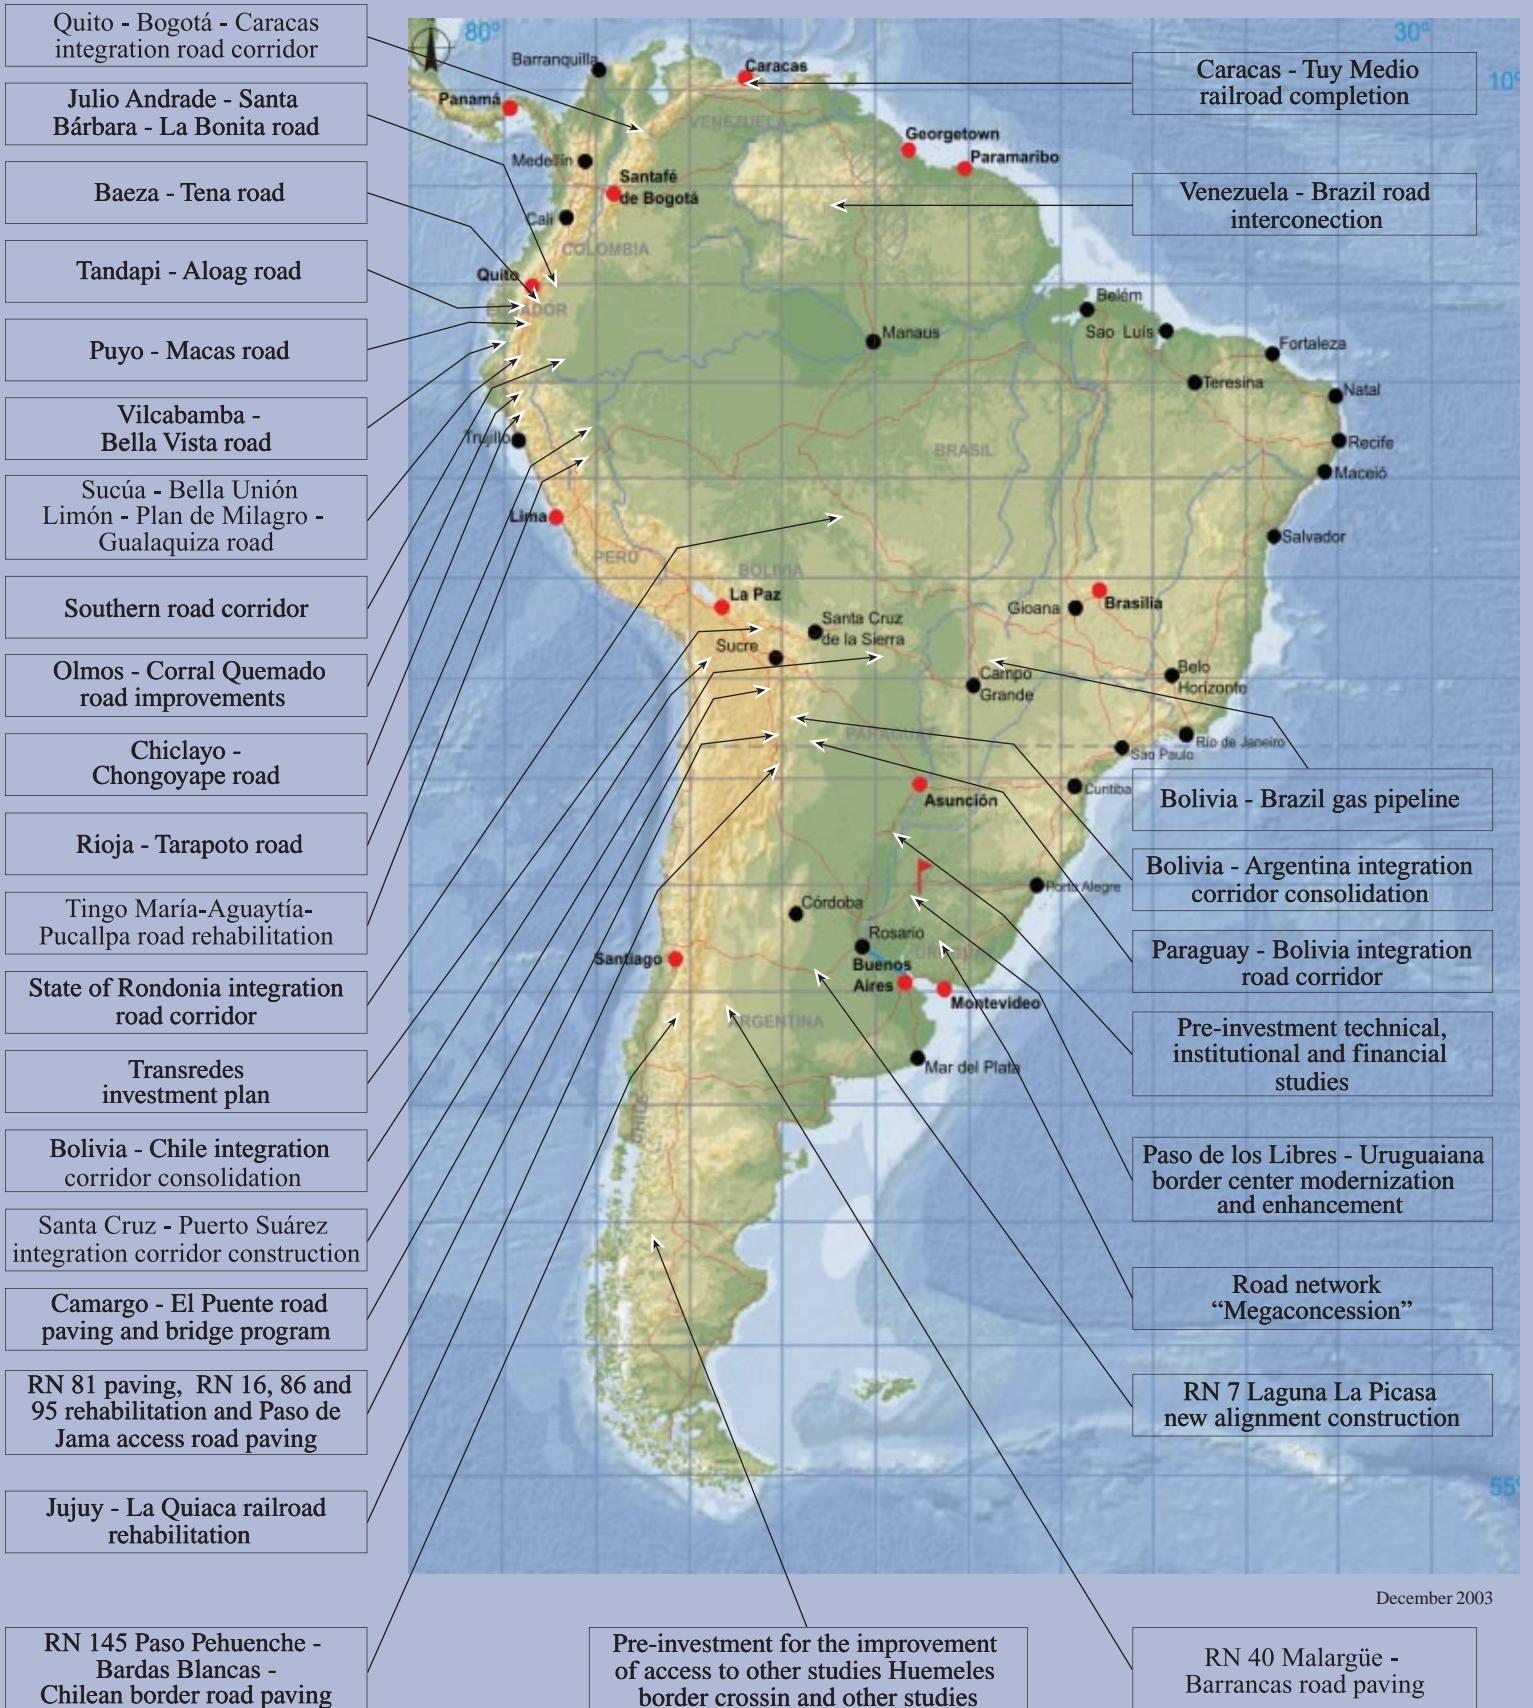 Quito - Bogotá - Caracas
integration road corridor
Julio Andrade - Santa
Bárbara - La Bonita road
Baeza - Tena road
Tandapi - Aloag road
Puyo - Macas road
Vilcabamba -
Bella Vista road
Sucúa - Bella Unión
Limón - Plan de Milagro -
Gualaquiza road
Southern road corridor
Olmos - Corral Quemado
road improvements
Chiclayo -
Chongoyape road
Rioja - Tarapoto road
Tingo María-Aguaytía-
Pucallpa road rehabilitation
State of Rondonia integration
road corridor
Transredes
investment plan
Bolivia - Chile integration
corridor consolidation
Santa Cruz - Puerto Suárez
integration corridor construction
Camargo - El Puente road
paving and bridge program
RN 81 paving, RN 16, 86 and
95 rehabilitation and Paso de
Jama access road paving
Jujuy - La Quiaca railroad
rehabilitation
RN 145 Paso Pehuenche -
Bardas Blancas -
Chilean border road paving
80°
30°
10°
55°
Barranquilla
Caracas
Panamá
VENEZUELA
Georgetown
Paramaribo
Medellín
Santafé
de Bogotá
Cali
COLOMBIA
Quito
ECUADOR
Manaus
Belém
Sao Luís
Fortaleza
Teresina
Natal
Trujillo
BRASIL
Recife
Maceió
Lima
Salvador
PERÚ
BOLIVIA
La Paz
Gioana
Brasilia
Santa Cruz
de la Sierra
Sucre
Campo
Grande
Belo
Horizonte
PARAGUAY
Rio de Janeiro
São Paulo
Asunción
Curitiba
Porto Alegre
Córdoba
Rosario
URUGUAY
Santiago
Buenos
Aires
Montevideo
ARGENTINA
Mar del Plata
CHILE
Caracas - Tuy Medio
railroad completion
Venezuela - Brazil road
interconection
Bolivia - Brazil gas pipeline
Bolivia - Argentina integration
corridor consolidation
Paraguay - Bolivia integration
road corridor
Pre-investment technical,
institutional and financial
studies
Paso de los Libres - Uruguaiana
border center modernization
and enhancement
Road network
“Megaconcession”
RN 7 Laguna La Picasa
new alignment construction
December 2003
Pre-investment for the improvement
of access to other studies Huemeles
border crossin and other studies
RN 40 Malargüe -
Barrancas road paving